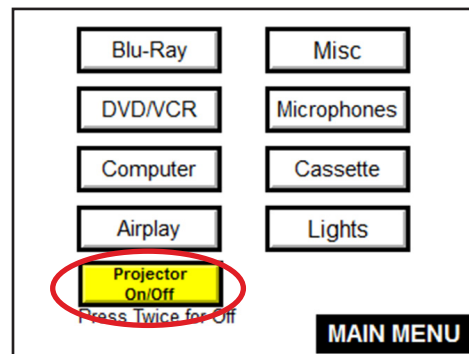 Blu-Ray
Misc
DVD/VCR
Microphones
Computer
Cassette
Airplay
Lights
Projector
On/Off
Press Twice for Off
MAIN MENU